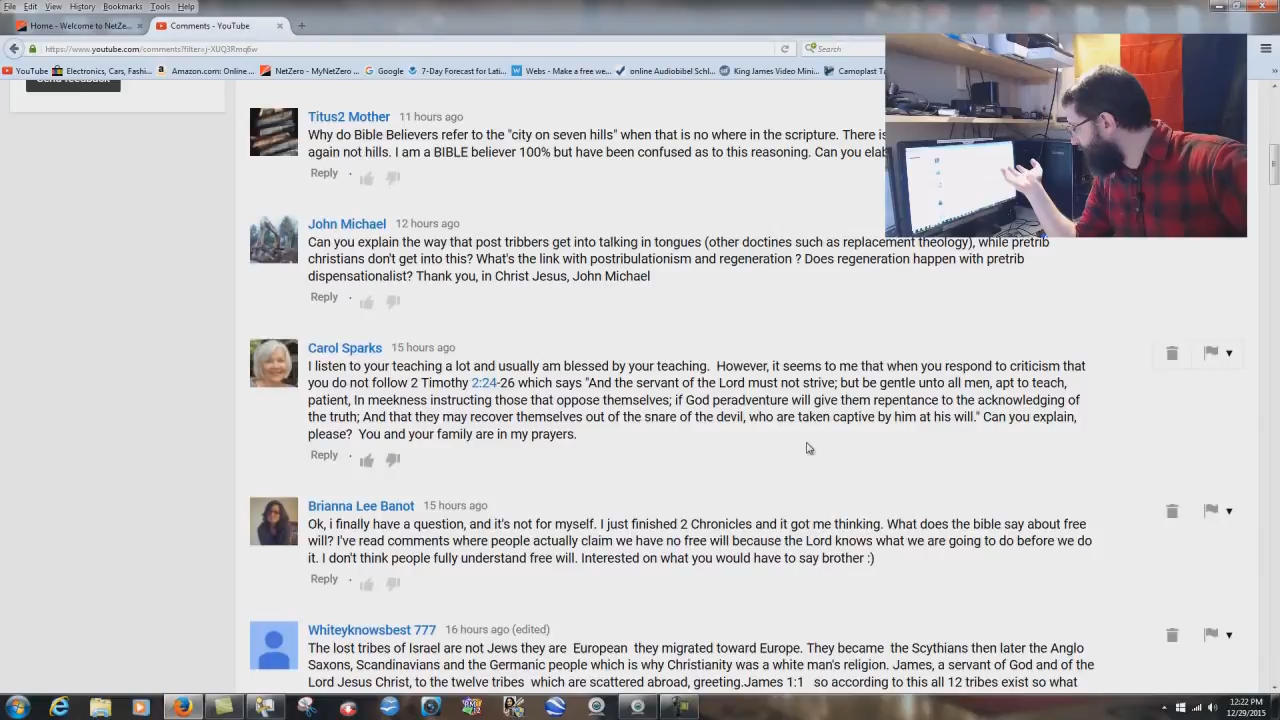 File Edit View History Bookmarks Tools Help
Home - Welcome to NetZe... Comments - YouTube
https://www.youtube.com/comments?filter=j-XUQ3Rmq6w Search
YouTube Electronics, Cars, Fashi... Amazon.com: Online ... NetZero - MyNetZero ... Google 7-Day Forecast for Lati... Webs - Make a free we... online Audiobibel Schl... King James Video Mini... Camoplast Ta
Send feedback
Titus2 Mother 11 hours ago
Why do Bible Believers refer to the "city on seven hills" when that is no where in the scripture. There is
again not hills. I am a BIBLE believer 100% but have been confused as to this reasoning. Can you elab
Reply
John Michael 12 hours ago
Can you explain the way that post tribbers get into talking in tongues (other doctines such as replacement theology), while pretrib
christians don't get into this? What's the link with postribulationism and regeneration ? Does regeneration happen with pretrib
dispensationalist? Thank you, in Christ Jesus, John Michael
Reply
Carol Sparks 15 hours ago
I listen to your teaching a lot and usually am blessed by your teaching. However, it seems to me that when you respond to criticism that
you do not follow 2 Timothy 2:24-26 which says "And the servant of the Lord must not strive; but be gentle unto all men, apt to teach,
patient, In meekness instructing those that oppose themselves; if God peradventure will give them repentance to the acknowledging of
the truth; And that they may recover themselves out of the snare of the devil, who are taken captive by him at his will." Can you explain,
please? You and your family are in my prayers.
Reply
Brianna Lee Banot 15 hours ago
Ok, i finally have a question, and it's not for myself. I just finished 2 Chronicles and it got me thinking. What does the bible say about free
will? I've read comments where people actually claim we have no free will because the Lord knows what we are going to do before we do
it. I don't think people fully understand free will. Interested on what you would have to say brother :)
Reply
Whiteyknowsbest 777 16 hours ago (edited)
The lost tribes of Israel are not Jews they are European they migrated toward Europe. They became the Scythians then later the Anglo
Saxons, Scandinavians and the Germanic people which is why Christianity was a white man's religion. James, a servant of God and of the
Lord Jesus Christ, to the twelve tribes which are scattered abroad, greeting.James 1:1 so according to this all 12 tribes exist so what
12:22 PM
12/29/2015